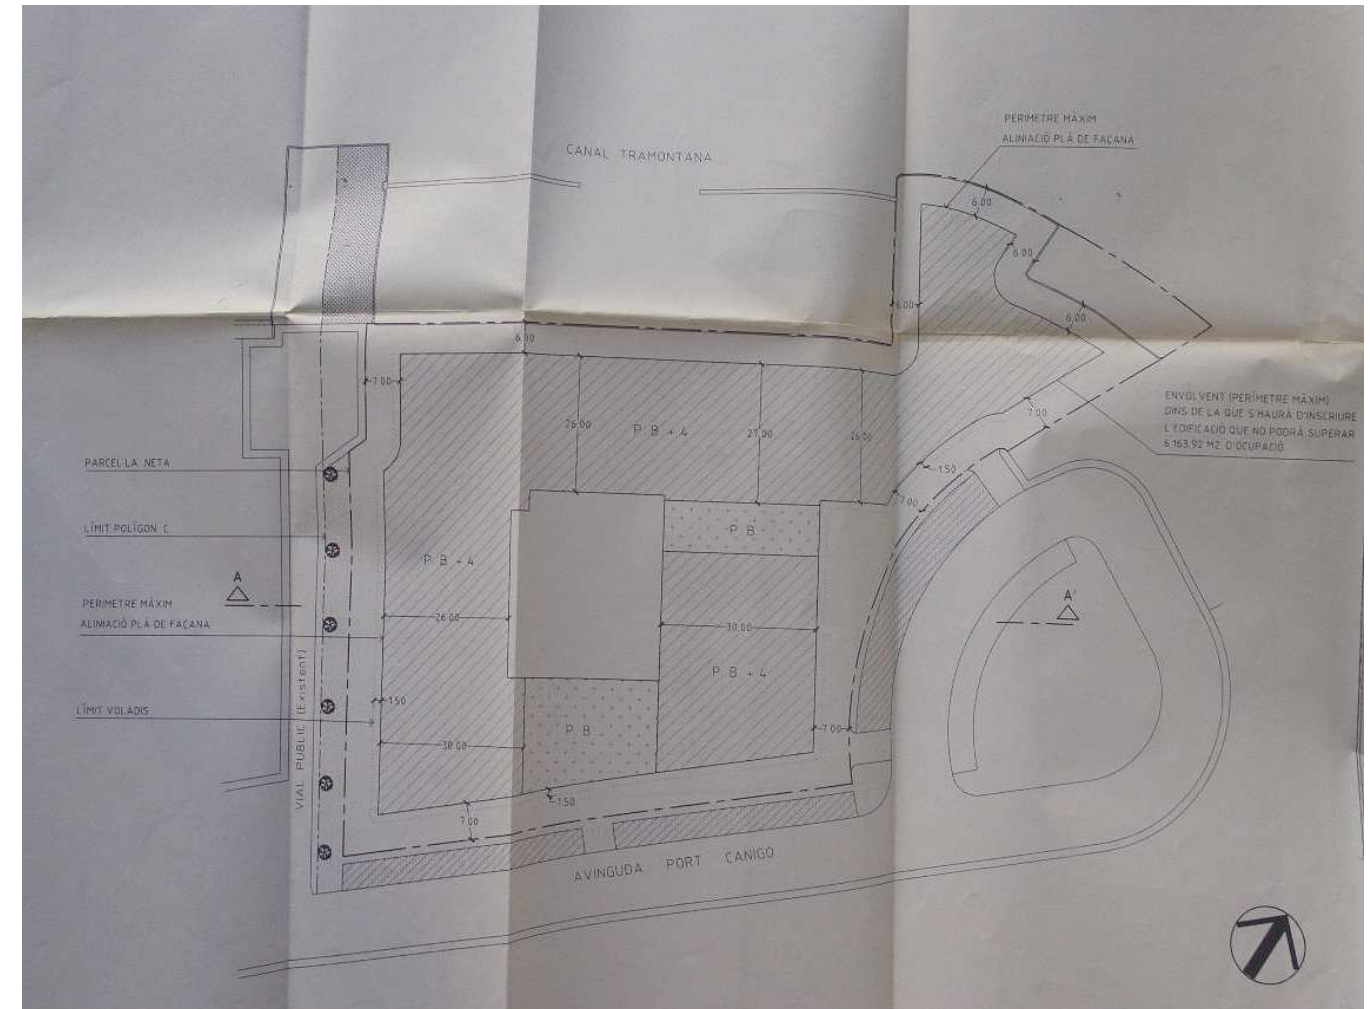 PERIMETRE MÀXIM
ALINIACIÓ PLÀ DE FAÇANA
CANAL TRAMONTANA
6.00
6.00
6.00
6.00
6.00
7.00
ENVOLVENT (PERÍMETRE MÀXIM)
DINS DE LA QUE S'HAURÀ D'INSCRIURE
L'EDIFICACIÓ QUE NO PODRÀ SUPERAR
6.163,92 M2. D'OCUPACIÓ
7.00
26.00
P.B + 4
27.00
26.00
1.50
7.00
PARCEL·LA NETA
LÍMIT POLÍGON C
P. B.
P. B + 4
A
A'
PERIMETRE MÀXIM
ALINIACIÓ PLÀ DE FAÇANA
26.00
30.00
P. B + 4
LÍMIT VOLADIS
1.50
VIAL PUBLIC (Existent)
P. B.
7.00
30.00
1.50
7.00
AVINGUDA PORT CANIGO